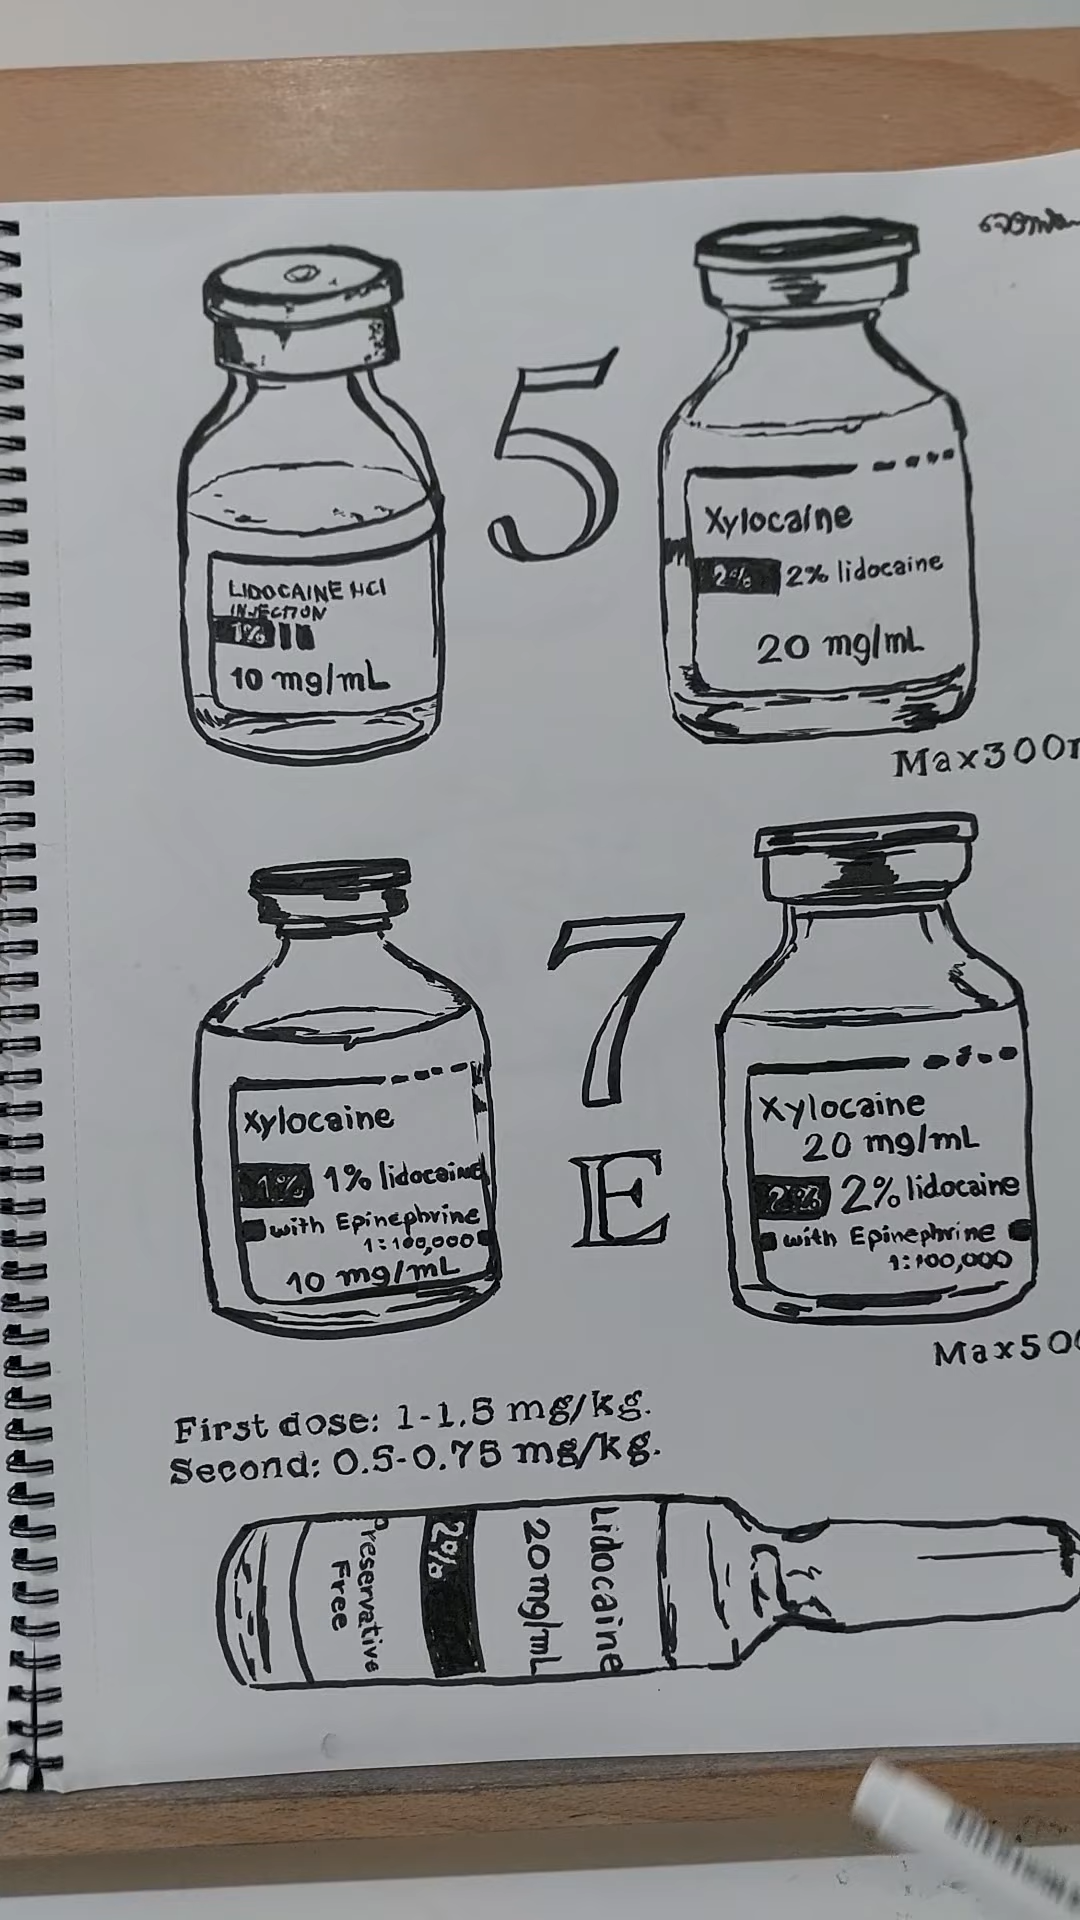 5
LIDOCAINE HCl
INJECTION
1%
10 mg/mL
Xylocaine
2% 2% lidocaine
20 mg/mL
Max300
7
E
Xylocaine
1% 1% lidocaine
with Epinephrine
1:100,000
10 mg/mL
Xylocaine
20 mg/mL
2% 2% lidocaine
with Epinephrine
1:100,000
Max50
First dose: 1-1.5 mg/kg.
Second: 0.5-0.75 mg/kg.
Lidocaine
20mg/mL
2%
Preservative
Free